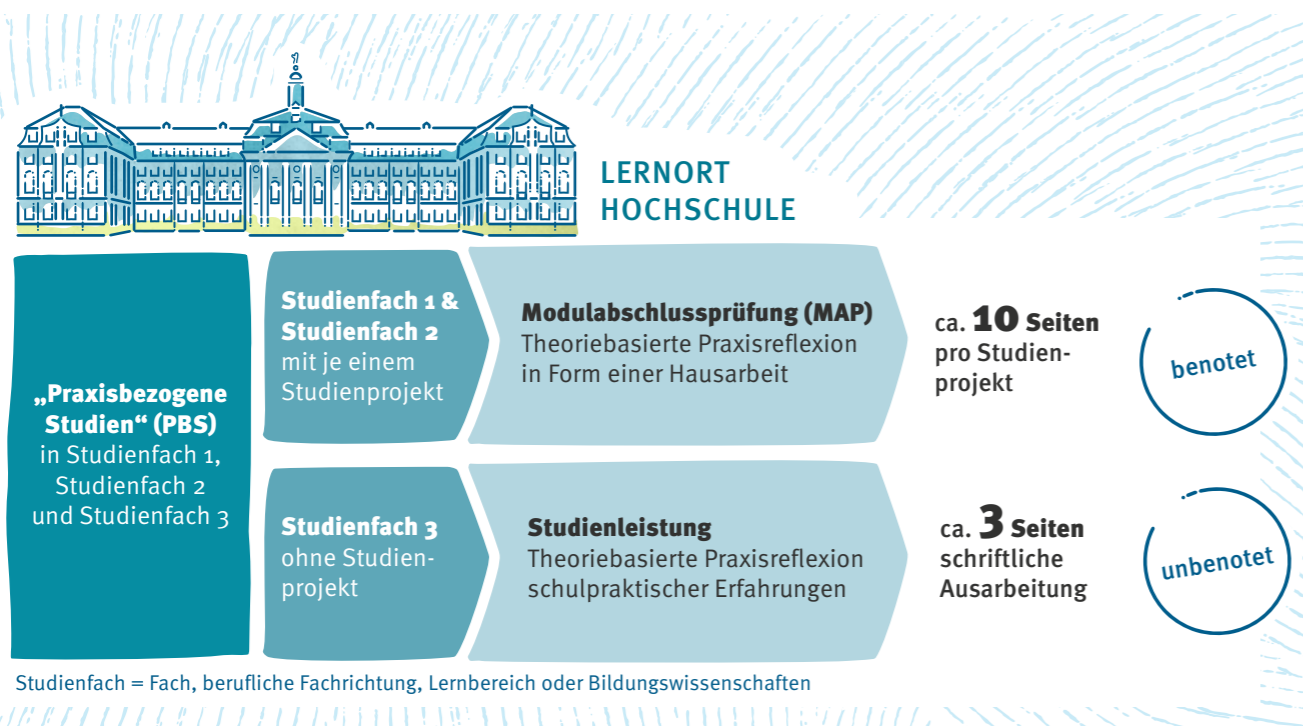 LERNORT
HOCHSCHULE
„Praxisbezogene
Studien“ (PBS)
in Studienfach 1,
Studienfach 2
und Studienfach 3
Studienfach 1 &
Studienfach 2
mit je einem
Studienprojekt
Modulabschlussprüfung (MAP)
Theoriebasierte Praxisreflexion
in Form einer Hausarbeit
ca. 10 Seiten
pro Studien-
projekt
benotet
Studienfach 3
ohne Studien-
projekt
Studienleistung
Theoriebasierte Praxisreflexion
schulpraktischer Erfahrungen
ca. 3 Seiten
schriftliche
Ausarbeitung
unbenotet
Studienfach = Fach, berufliche Fachrichtung, Lernbereich oder Bildungswissenschaften